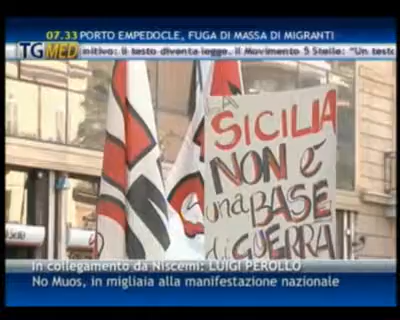 07.33 PORTO EMPEDOCLE, FUGA DI MASSA DI MIGRANTI
TG MED
nitivo: il testo diventa legge. Il Movimento 5 Stelle: "Un testo
LA
SICILIA
NON è
una BASE
di GUERRA
In collegamento da Niscemi: LUIGI PEROLLO
No Muos, in migliaia alla manifestazione nazionale